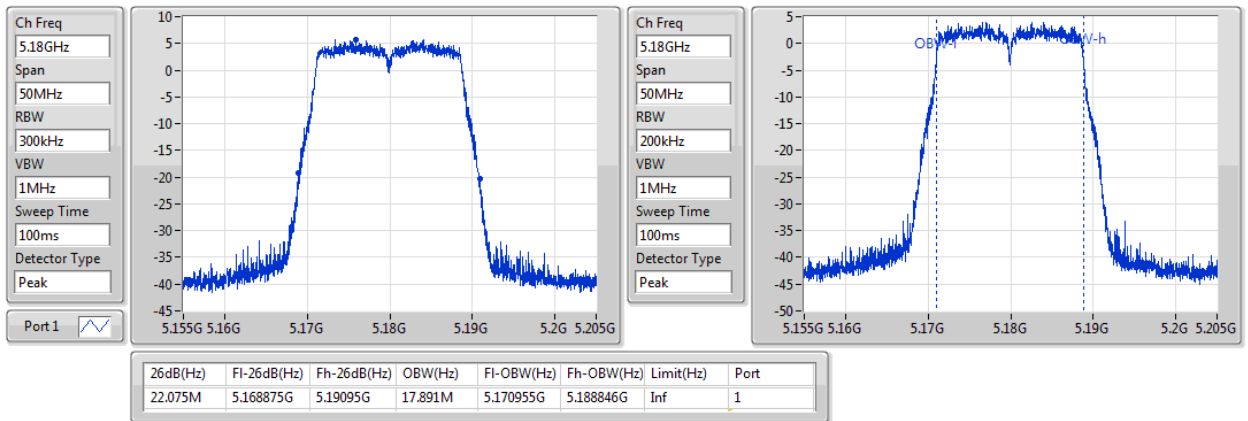 Ch Freq
5.18GHz
Span
50MHz
RBW
300kHz
VBW
1MHz
Sweep Time
100ms
Detector Type
Peak
Port 1
10
5
0
-5
-10
-15
-20
-25
-30
-35
-40
-45
5.155G 5.16G 5.17G 5.18G 5.19G 5.2G 5.205G
Ch Freq
5.18GHz
Span
50MHz
RBW
200kHz
VBW
1MHz
Sweep Time
100ms
Detector Type
Peak
5
0
-5
-10
-15
-20
-25
-30
-35
-40
-45
-50
OBW-l OBW-h
5.155G 5.16G 5.17G 5.18G 5.19G 5.2G 5.205G
26dB(Hz) Fl-26dB(Hz) Fh-26dB(Hz) OBW(Hz) Fl-OBW(Hz) Fh-OBW(Hz) Limit(Hz) Port
22.075M 5.168875G 5.19095G 17.891M 5.170955G 5.188846G Inf 1